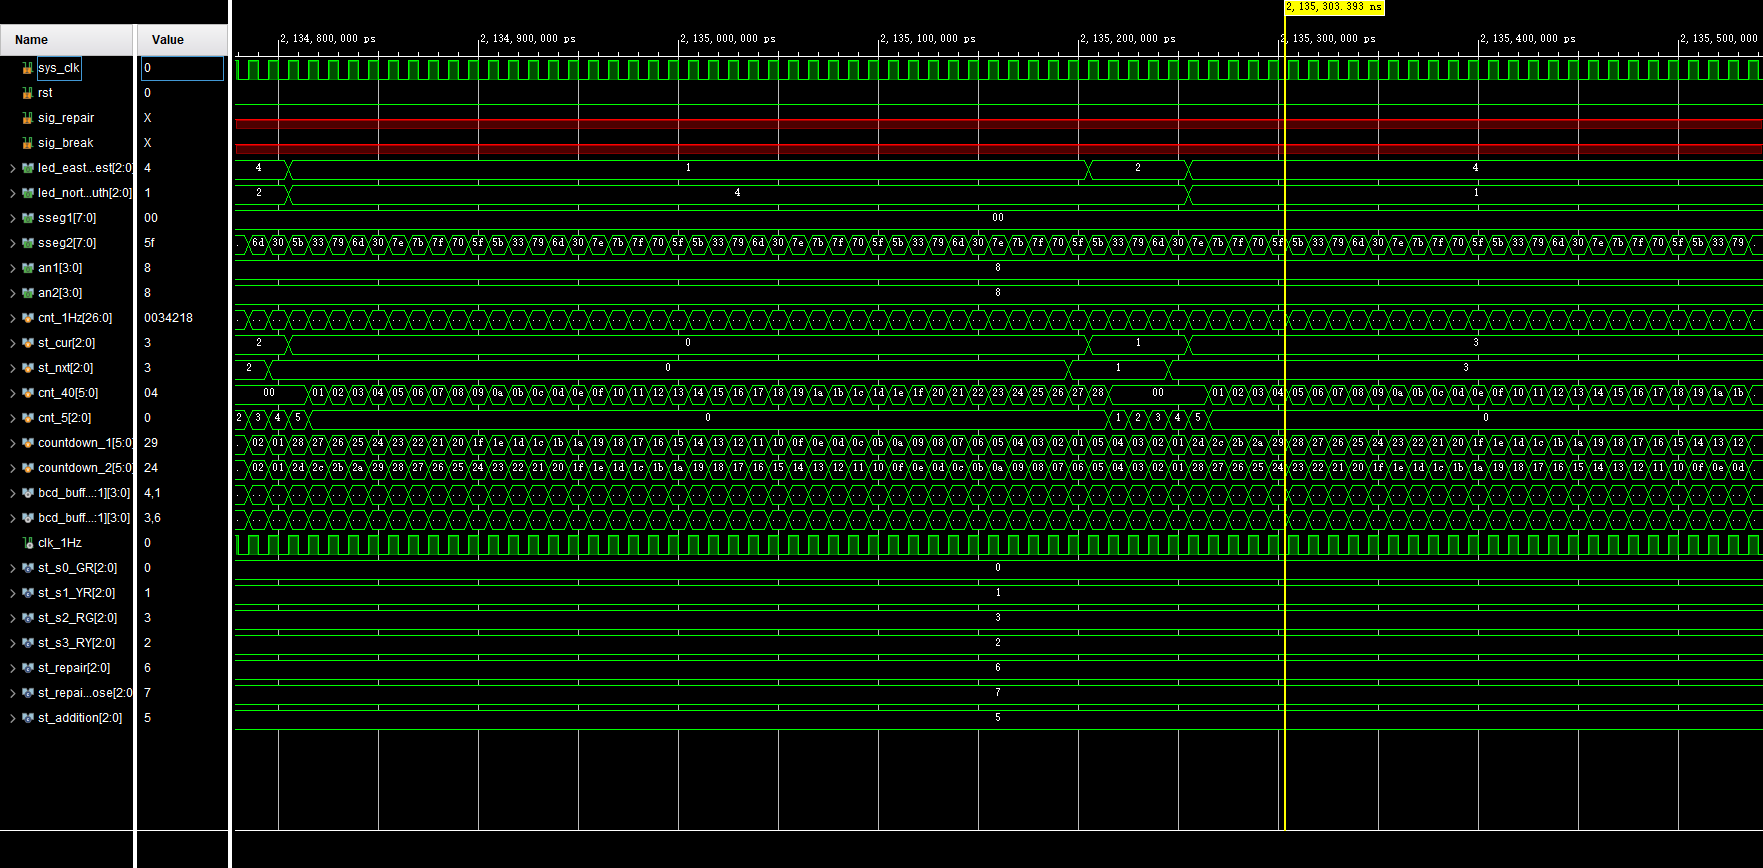 2,135,303.393 ns
Name Value
2,134,800,000 ps 2,134,900,000 ps 2,135,000,000 ps 2,135,100,000 ps 2,135,200,000 ps 2,135,300,000 ps 2,135,400,000 ps 2,135,500,000
sys_clk 0
rst 0
sig_repair X
sig_break X
led_east...est[2:0] 4 4 1 2 4
led_nort...uth[2:0] 1 2 4 1
sseg1[7:0] 00 00
sseg2[7:0] 5f . 6d 30 5b 33 79 6d 30 7e 7b 7f 70 5f 5b 33 79 6d 30 7e 7b 7f 70 5f 5b 33 79 6d 30 7e 7b 7f 70 5f 5b 33 79 6d 30 7e 7b 7f 70 5f 5b 33 79 6d 30 7e 7b 7f 70 5f 5b 33 79 6d 30 7e 7b 7f 70 5f 5b 33 79 6d 30 7e 7b 7f 70 5f 5b 33 79 .
an1[3:0] 8 8
an2[3:0] 8 8
cnt_1Hz[26:0] 0034218
st_cur[2:0] 3 2 0 1 3
st_nxt[2:0] 3 2 0 1 3
cnt_40[5:0] 04 00 01 02 03 04 05 06 07 08 09 0a 0b 0c 0d 0e 0f 10 11 12 13 14 15 16 17 18 19 1a 1b 1c 1d 1e 1f 20 21 22 23 24 25 26 27 28 00 01 02 03 04 05 06 07 08 09 0a 0b 0c 0d 0e 0f 10 11 12 13 14 15 16 17 18 19 1a 1b .
cnt_5[2:0] 0 2 3 4 5 0 1 2 3 4 5 0
countdown_1[5:0] 29 . 02 01 28 27 26 25 24 23 22 21 20 1f 1e 1d 1c 1b 1a 19 18 17 16 15 14 13 12 11 10 0f 0e 0d 0c 0b 0a 09 08 07 06 05 04 03 02 01 05 04 03 02 01 2d 2c 2b 2a 29 28 27 26 25 24 23 22 21 20 1f 1e 1d 1c 1b 1a 19 18 17 16 15 14 13 12 .
countdown_2[5:0] 24 . 02 01 2d 2c 2b 2a 29 28 27 26 25 24 23 22 21 20 1f 1e 1d 1c 1b 1a 19 18 17 16 15 14 13 12 11 10 0f 0e 0d 0c 0b 0a 09 08 07 06 05 04 03 02 01 28 27 26 25 24 23 22 21 20 1f 1e 1d 1c 1b 1a 19 18 17 16 15 14 13 12 11 10 0f 0e 0d .
bcd_buff...:1][3:0] 4,1
bcd_buff...:1][3:0] 3,6
clk_1Hz 0
st_s0_GR[2:0] 0 0
st_s1_YR[2:0] 1 1
st_s2_RG[2:0] 3 3
st_s3_RY[2:0] 2 2
st_repair[2:0] 6 6
st_repai...ose[2:0] 7 7
st_addition[2:0] 5 5